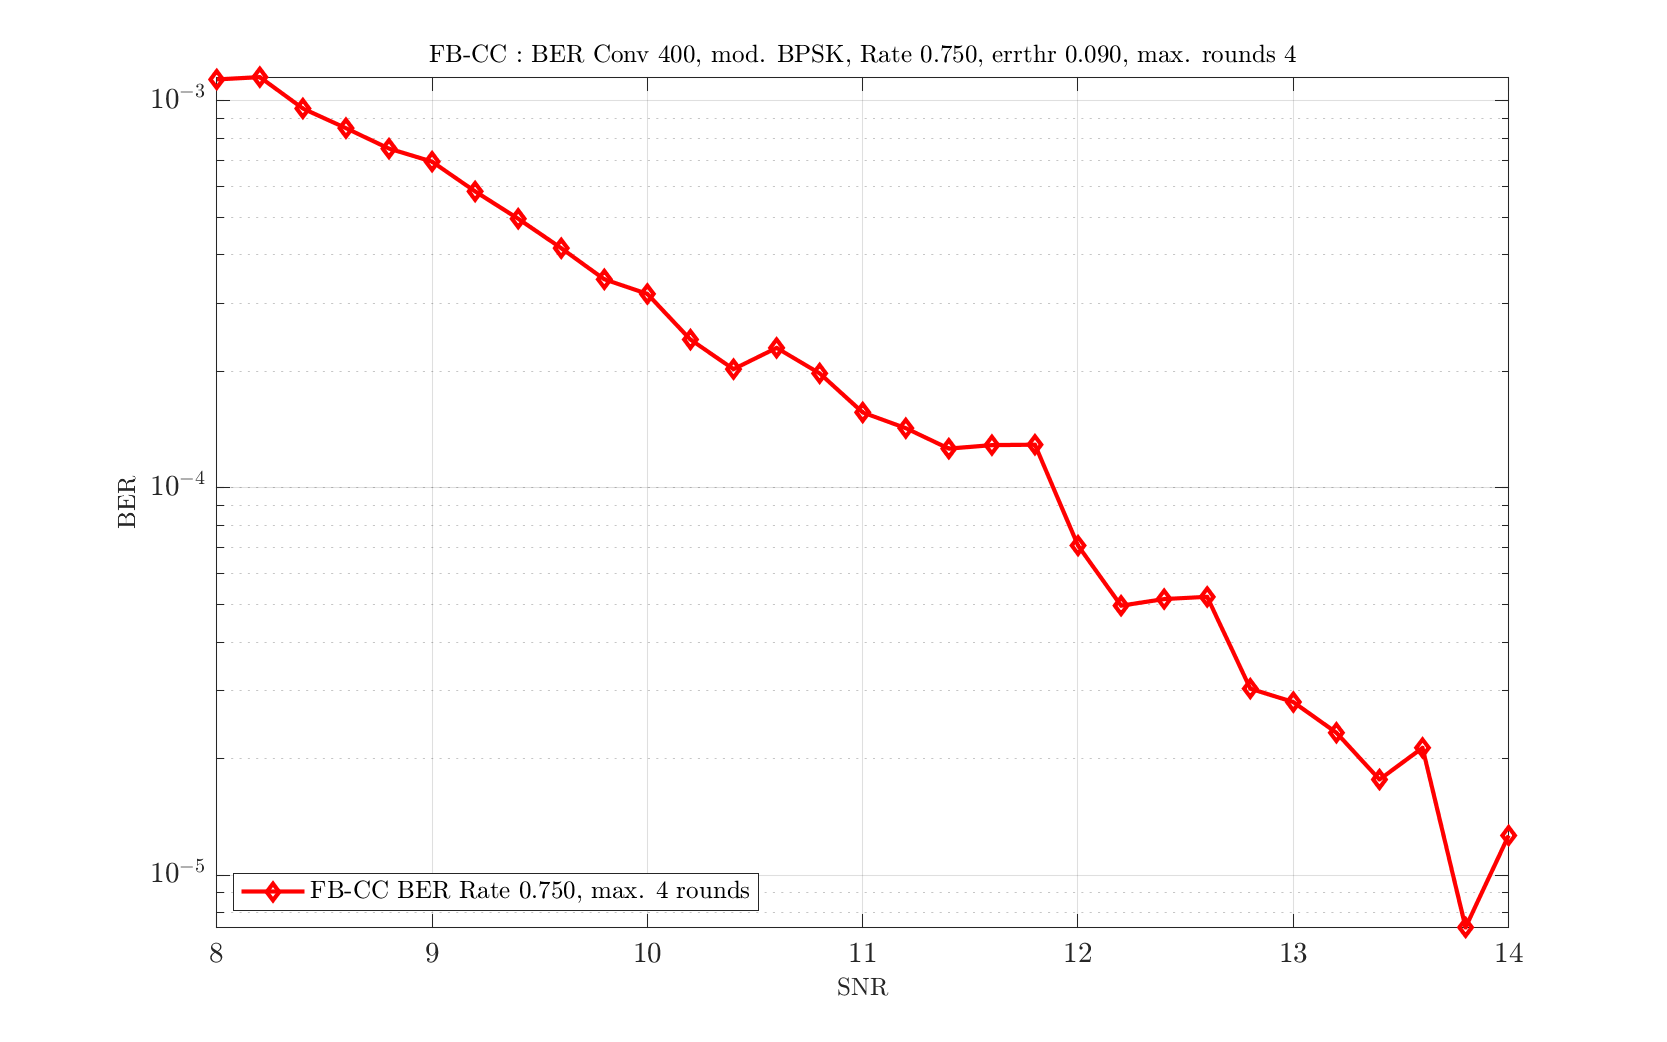 FB-CC : BER Conv 400, mod. BPSK, Rate 0.750, errthr 0.090, max. rounds 4
10⁻³
10⁻⁴
10⁻⁵
BER
FB-CC BER Rate 0.750, max. 4 rounds
8 9 10 11 12 13 14
SNR